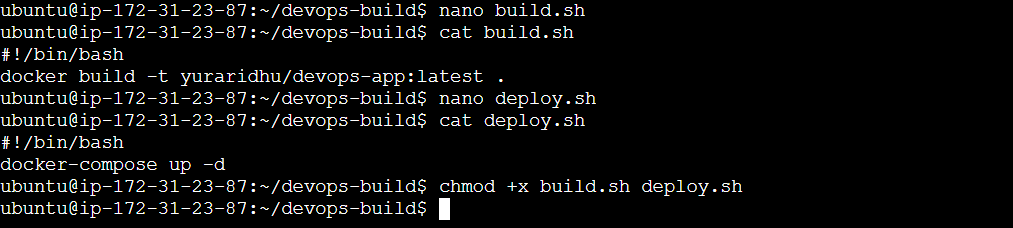 ubuntu@ip-172-31-23-87:~/devops-build$ nano build.sh
ubuntu@ip-172-31-23-87:~/devops-build$ cat build.sh
#!/bin/bash
docker build -t yuraridhu/devops-app:latest .
ubuntu@ip-172-31-23-87:~/devops-build$ nano deploy.sh
ubuntu@ip-172-31-23-87:~/devops-build$ cat deploy.sh
#!/bin/bash
docker-compose up -d
ubuntu@ip-172-31-23-87:~/devops-build$ chmod +x build.sh deploy.sh
ubuntu@ip-172-31-23-87:~/devops-build$